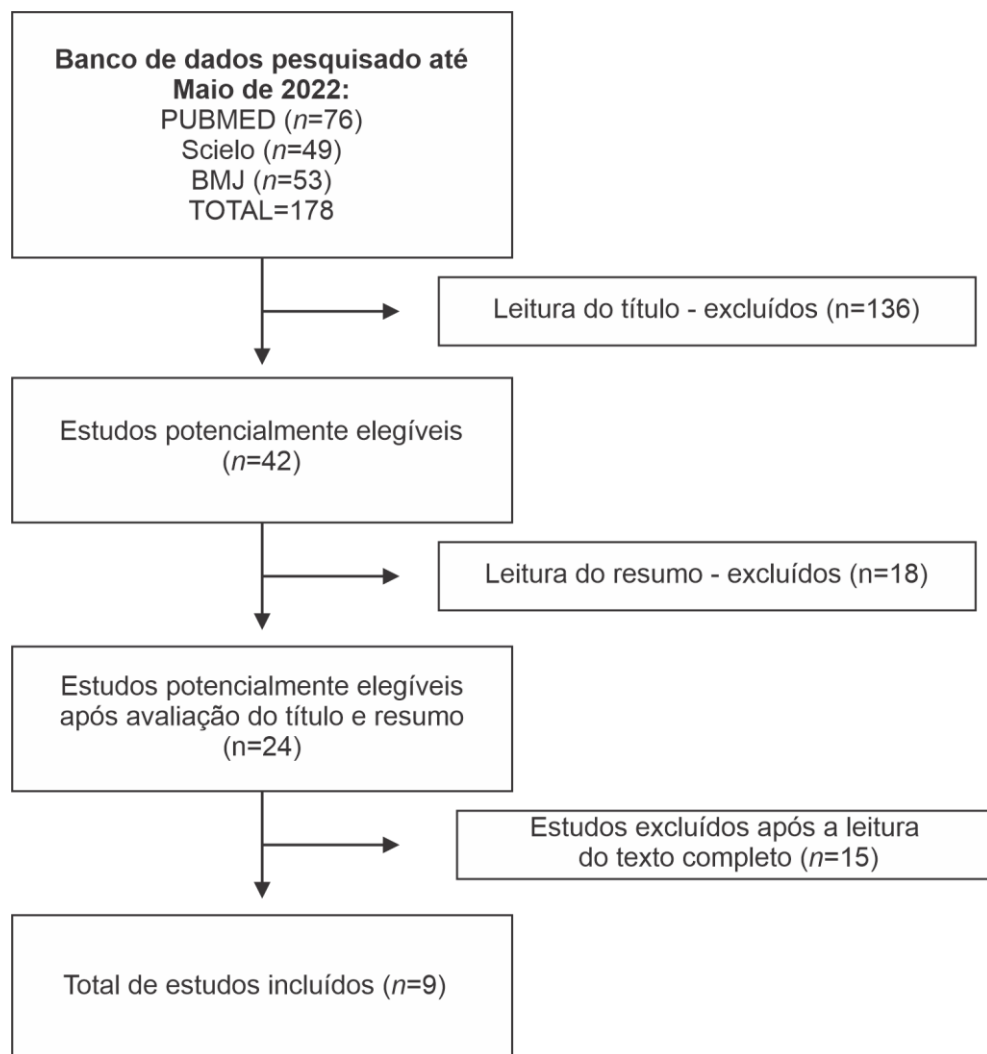 Banco de dados pesquisado até
Maio de 2022:
PUBMED (n=76)
Scielo (n=49)
BMJ (n=53)
TOTAL=178
Leitura do título - excluídos (n=136)
Estudos potencialmente elegíveis
(n=42)
Leitura do resumo - excluídos (n=18)
Estudos potencialmente elegíveis
após avaliação do título e resumo
(n=24)
Estudos excluídos após a leitura
do texto completo (n=15)
Total de estudos incluídos (n=9)